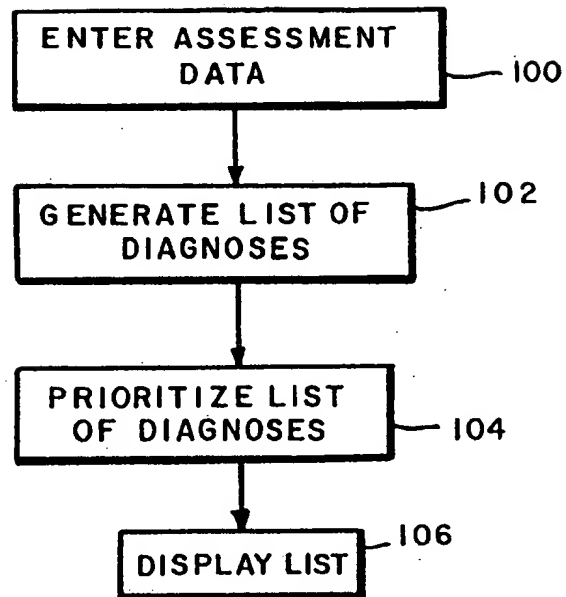 ENTER ASSESSMENT
DATA
100
GENERATE LIST OF
DIAGNOSES
102
PRIORITIZE LIST
OF DIAGNOSES
104
DISPLAY LIST
106